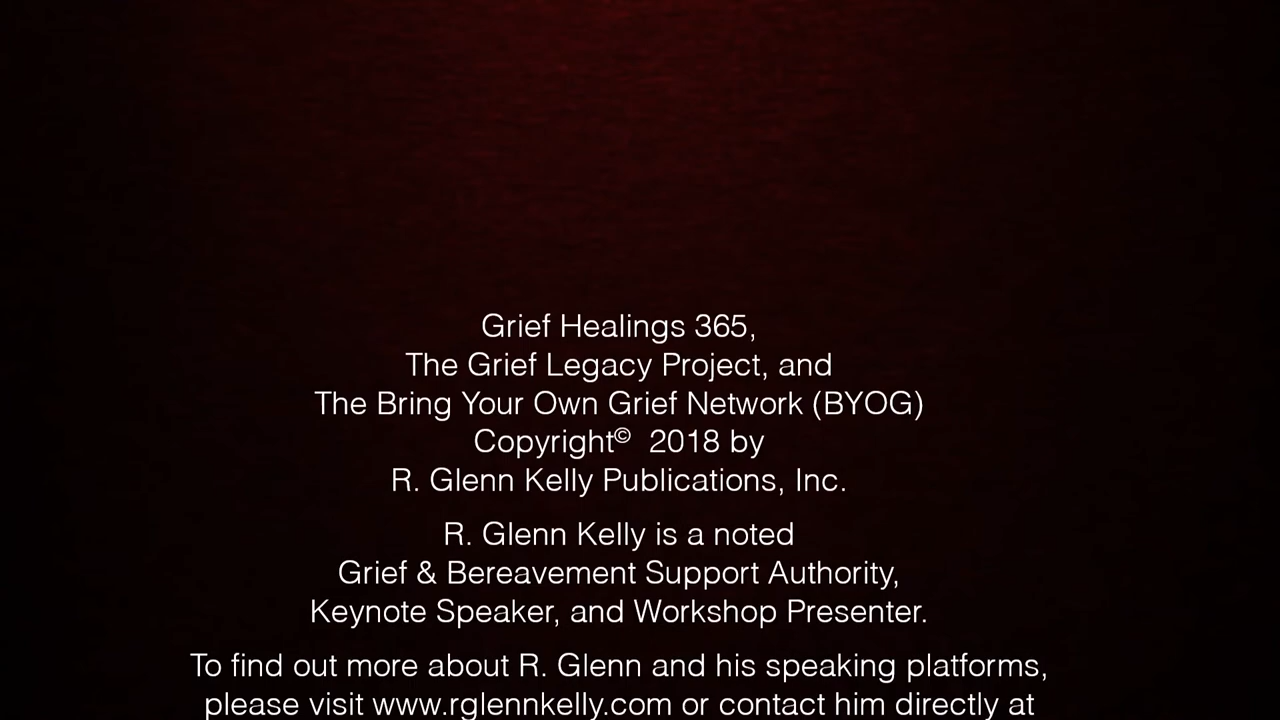 Grief Healings 365,
The Grief Legacy Project, and
The Bring Your Own Grief Network (BYOG)
Copyright© 2018 by
R. Glenn Kelly Publications, Inc.
R. Glenn Kelly is a noted
Grief & Bereavement Support Authority,
Keynote Speaker, and Workshop Presenter.
To find out more about R. Glenn and his speaking platforms,
please visit www.rglennkelly.com or contact him directly at